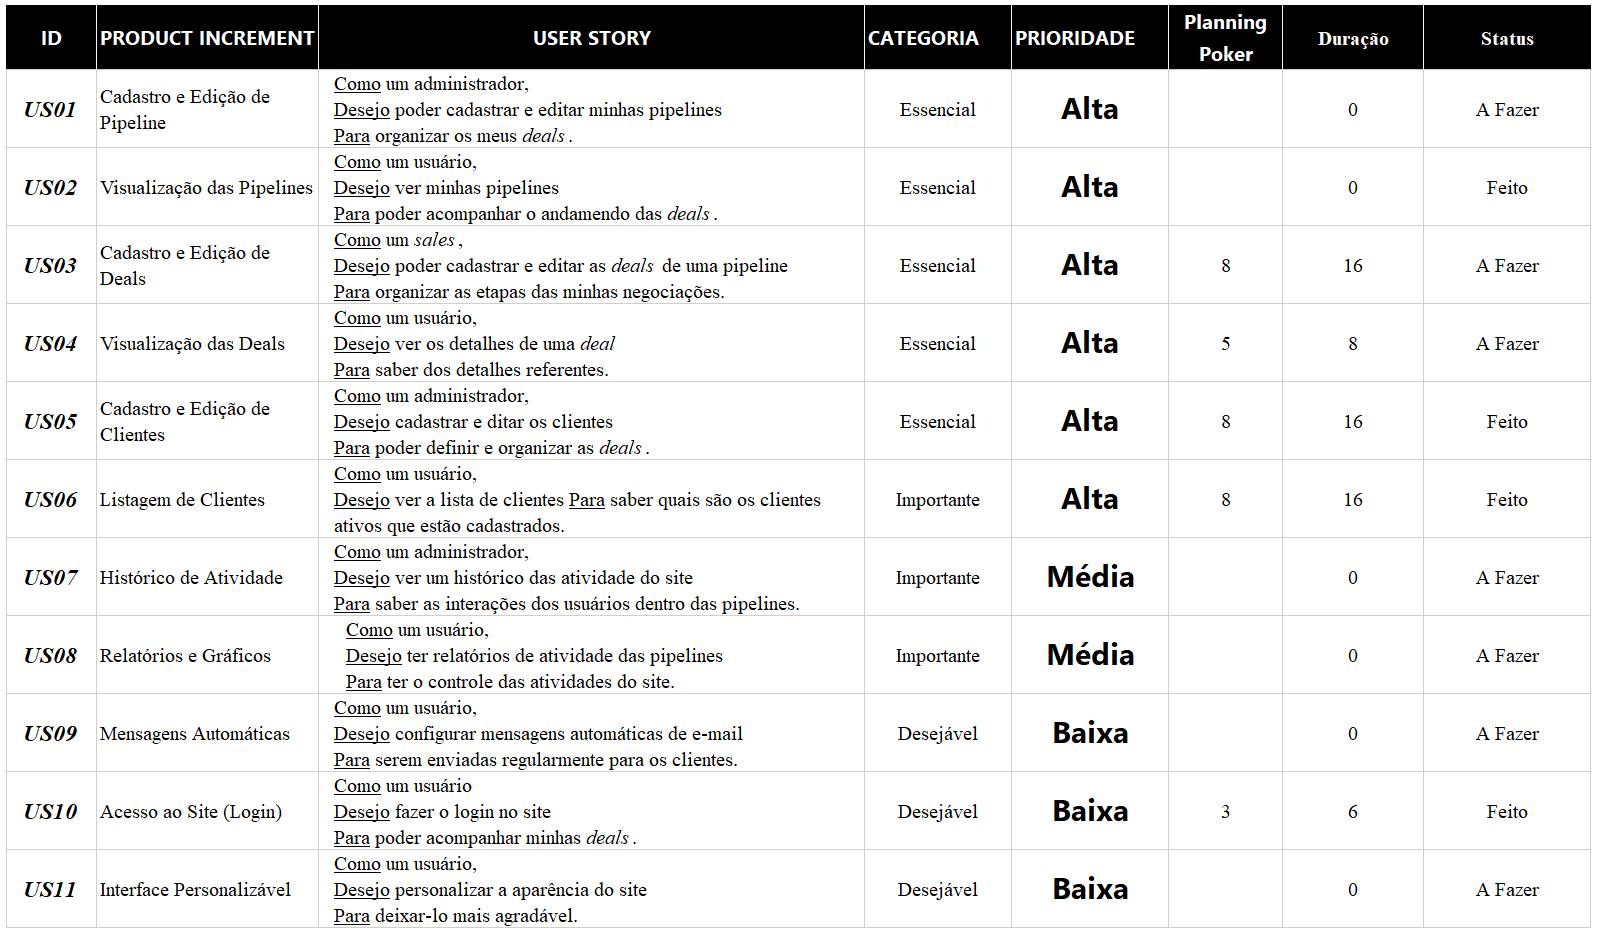 ID PRODUCT INCREMENT USER STORY CATEGORIA PRIORIDADE Planning Poker Duração Status
US01
Cadastro e Edição de
Pipeline
Como um administrador,
Desejo poder cadastrar e editar minhas pipelines
Para organizar os meus deals.
Essencial
Alta
0
A Fazer
US02
Visualização das Pipelines
Como um usuário,
Desejo ver minhas pipelines
Para poder acompanhar o andamendo das deals.
Essencial
Alta
0
Feito
US03
Cadastro e Edição de
Deals
Como um sales,
Desejo poder cadastrar e editar as deals de uma pipeline
Para organizar as etapas das minhas negociações.
Essencial
Alta
8
16
A Fazer
US04
Visualização das Deals
Como um usuário,
Desejo ver os detalhes de uma deal
Para saber dos detalhes referentes.
Essencial
Alta
5
8
A Fazer
US05
Cadastro e Edição de
Clientes
Como um administrador,
Desejo cadastrar e ditar os clientes
Para poder definir e organizar as deals.
Essencial
Alta
8
16
Feito
US06
Listagem de Clientes
Como um usuário,
Desejo ver a lista de clientes Para saber quais são os clientes
ativos que estão cadastrados.
Importante
Alta
8
16
Feito
US07
Histórico de Atividade
Como um administrador,
Desejo ver um histórico das atividade do site
Para saber as interações dos usuários dentro das pipelines.
Importante
Média
0
A Fazer
US08
Relatórios e Gráficos
Como um usuário,
Desejo ter relatórios de atividade das pipelines
Para ter o controle das atividades do site.
Importante
Média
0
A Fazer
US09
Mensagens Automáticas
Como um usuário,
Desejo configurar mensagens automáticas de e-mail
Para serem enviadas regularmente para os clientes.
Desejável
Baixa
0
A Fazer
US10
Acesso ao Site (Login)
Como um usuário
Desejo fazer o login no site
Para poder acompanhar minhas deals.
Desejável
Baixa
3
6
Feito
US11
Interface Personalizável
Como um usuário,
Desejo personalizar a aparência do site
Para deixar-lo mais agradável.
Desejável
Baixa
0
A Fazer